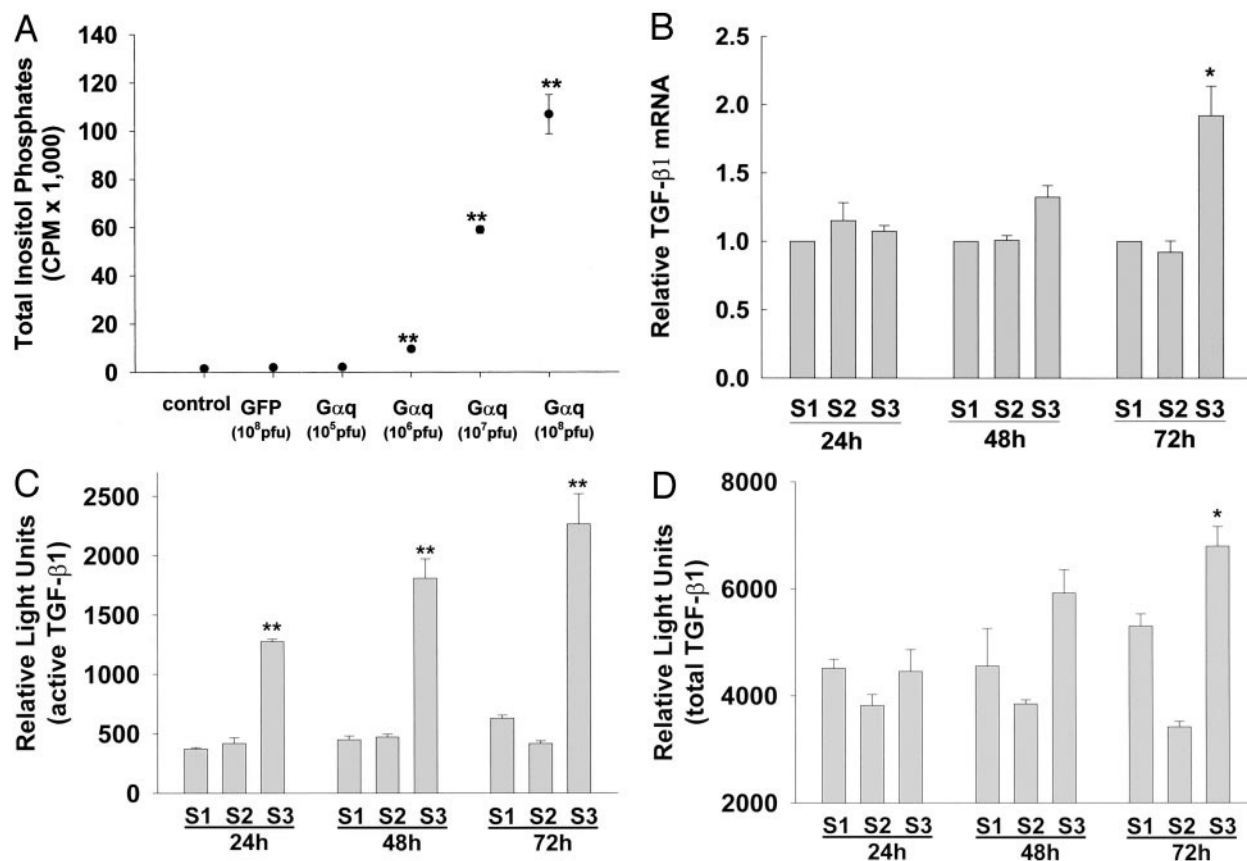 A
Total Inositol Phosphates
(CPM x 1,000)
140
120
100
80
60
40
20
0
**
**
**
control GFP Gαq Gαq Gαq Gαq
(10⁸pfu) (10⁵pfu) (10⁶pfu) (10⁷pfu) (10⁸pfu)
B
Relative TGF-β1 mRNA
2.5
2.0
1.5
1.0
0.5
0.0
*
S1 S2 S3 S1 S2 S3 S1 S2 S3
24h 48h 72h
C
Relative Light Units
(active TGF-β1)
2500
2000
1500
1000
500
0
**
**
**
S1 S2 S3 S1 S2 S3 S1 S2 S3
24h 48h 72h
D
Relative Light Units
(total TGF-β1)
8000
6000
4000
2000
*
S1 S2 S3 S1 S2 S3 S1 S2 S3
24h 48h 72h